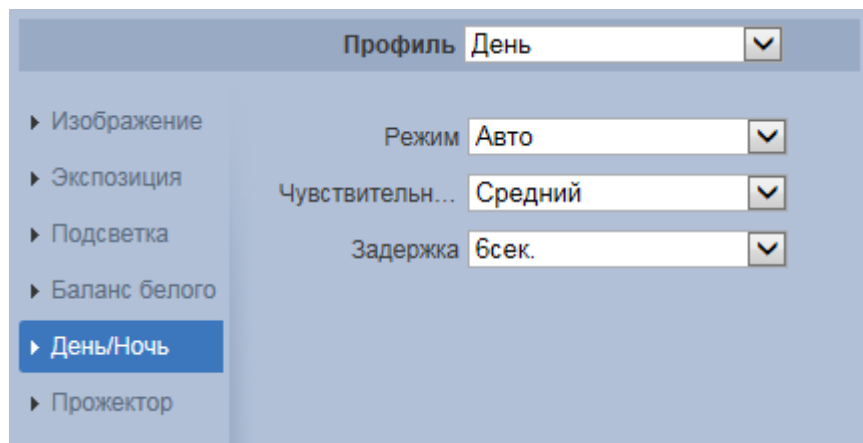 Профиль День
Изображение
Режим Авто
Экспозиция
Чувствительн... Средний
Подсветка
Задержка 6сек.
Баланс белого
День/Ночь
Прожектор